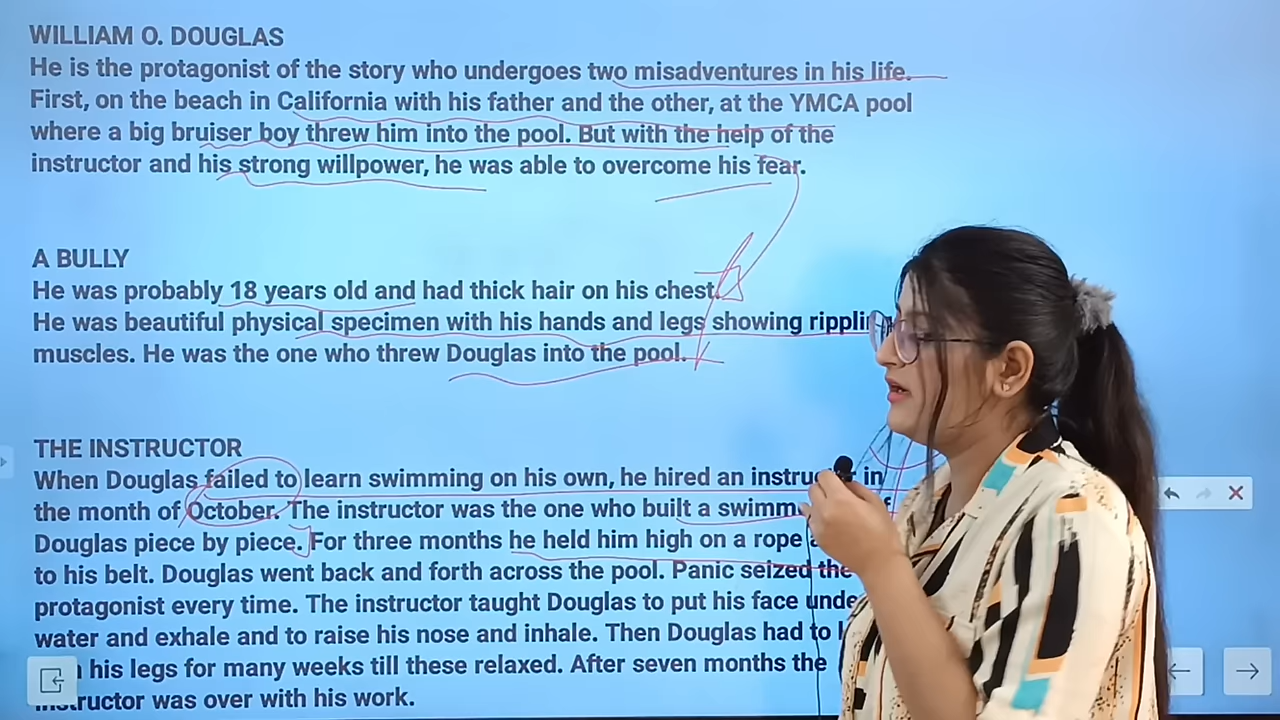 WILLIAM O. DOUGLAS
He is the protagonist of the story who undergoes two misadventures in his life.
First, on the beach in California with his father and the other, at the YMCA pool
where a big bruiser boy threw him into the pool. But with the help of the
instructor and his strong willpower, he was able to overcome his fear.
A BULLY
He was probably 18 years old and had thick hair on his chest.
He was beautiful physical specimen with his hands and legs showing
muscles. He was the one who threw Douglas into the pool.
THE INSTRUCTOR
When Douglas failed to learn swimming on his own, he hired an in
the month of October. The instructor was the one who built a
Douglas piece by piece. For three months he held him high on a rope
to his belt. Douglas went back and forth across the pool. Panic seized the
protagonist every time. The instructor taught Douglas to put his face
water and exhale and to raise his nose and inhale. Then Douglas had to
his legs for many weeks till these relaxed. After seven months the
was over with his work.